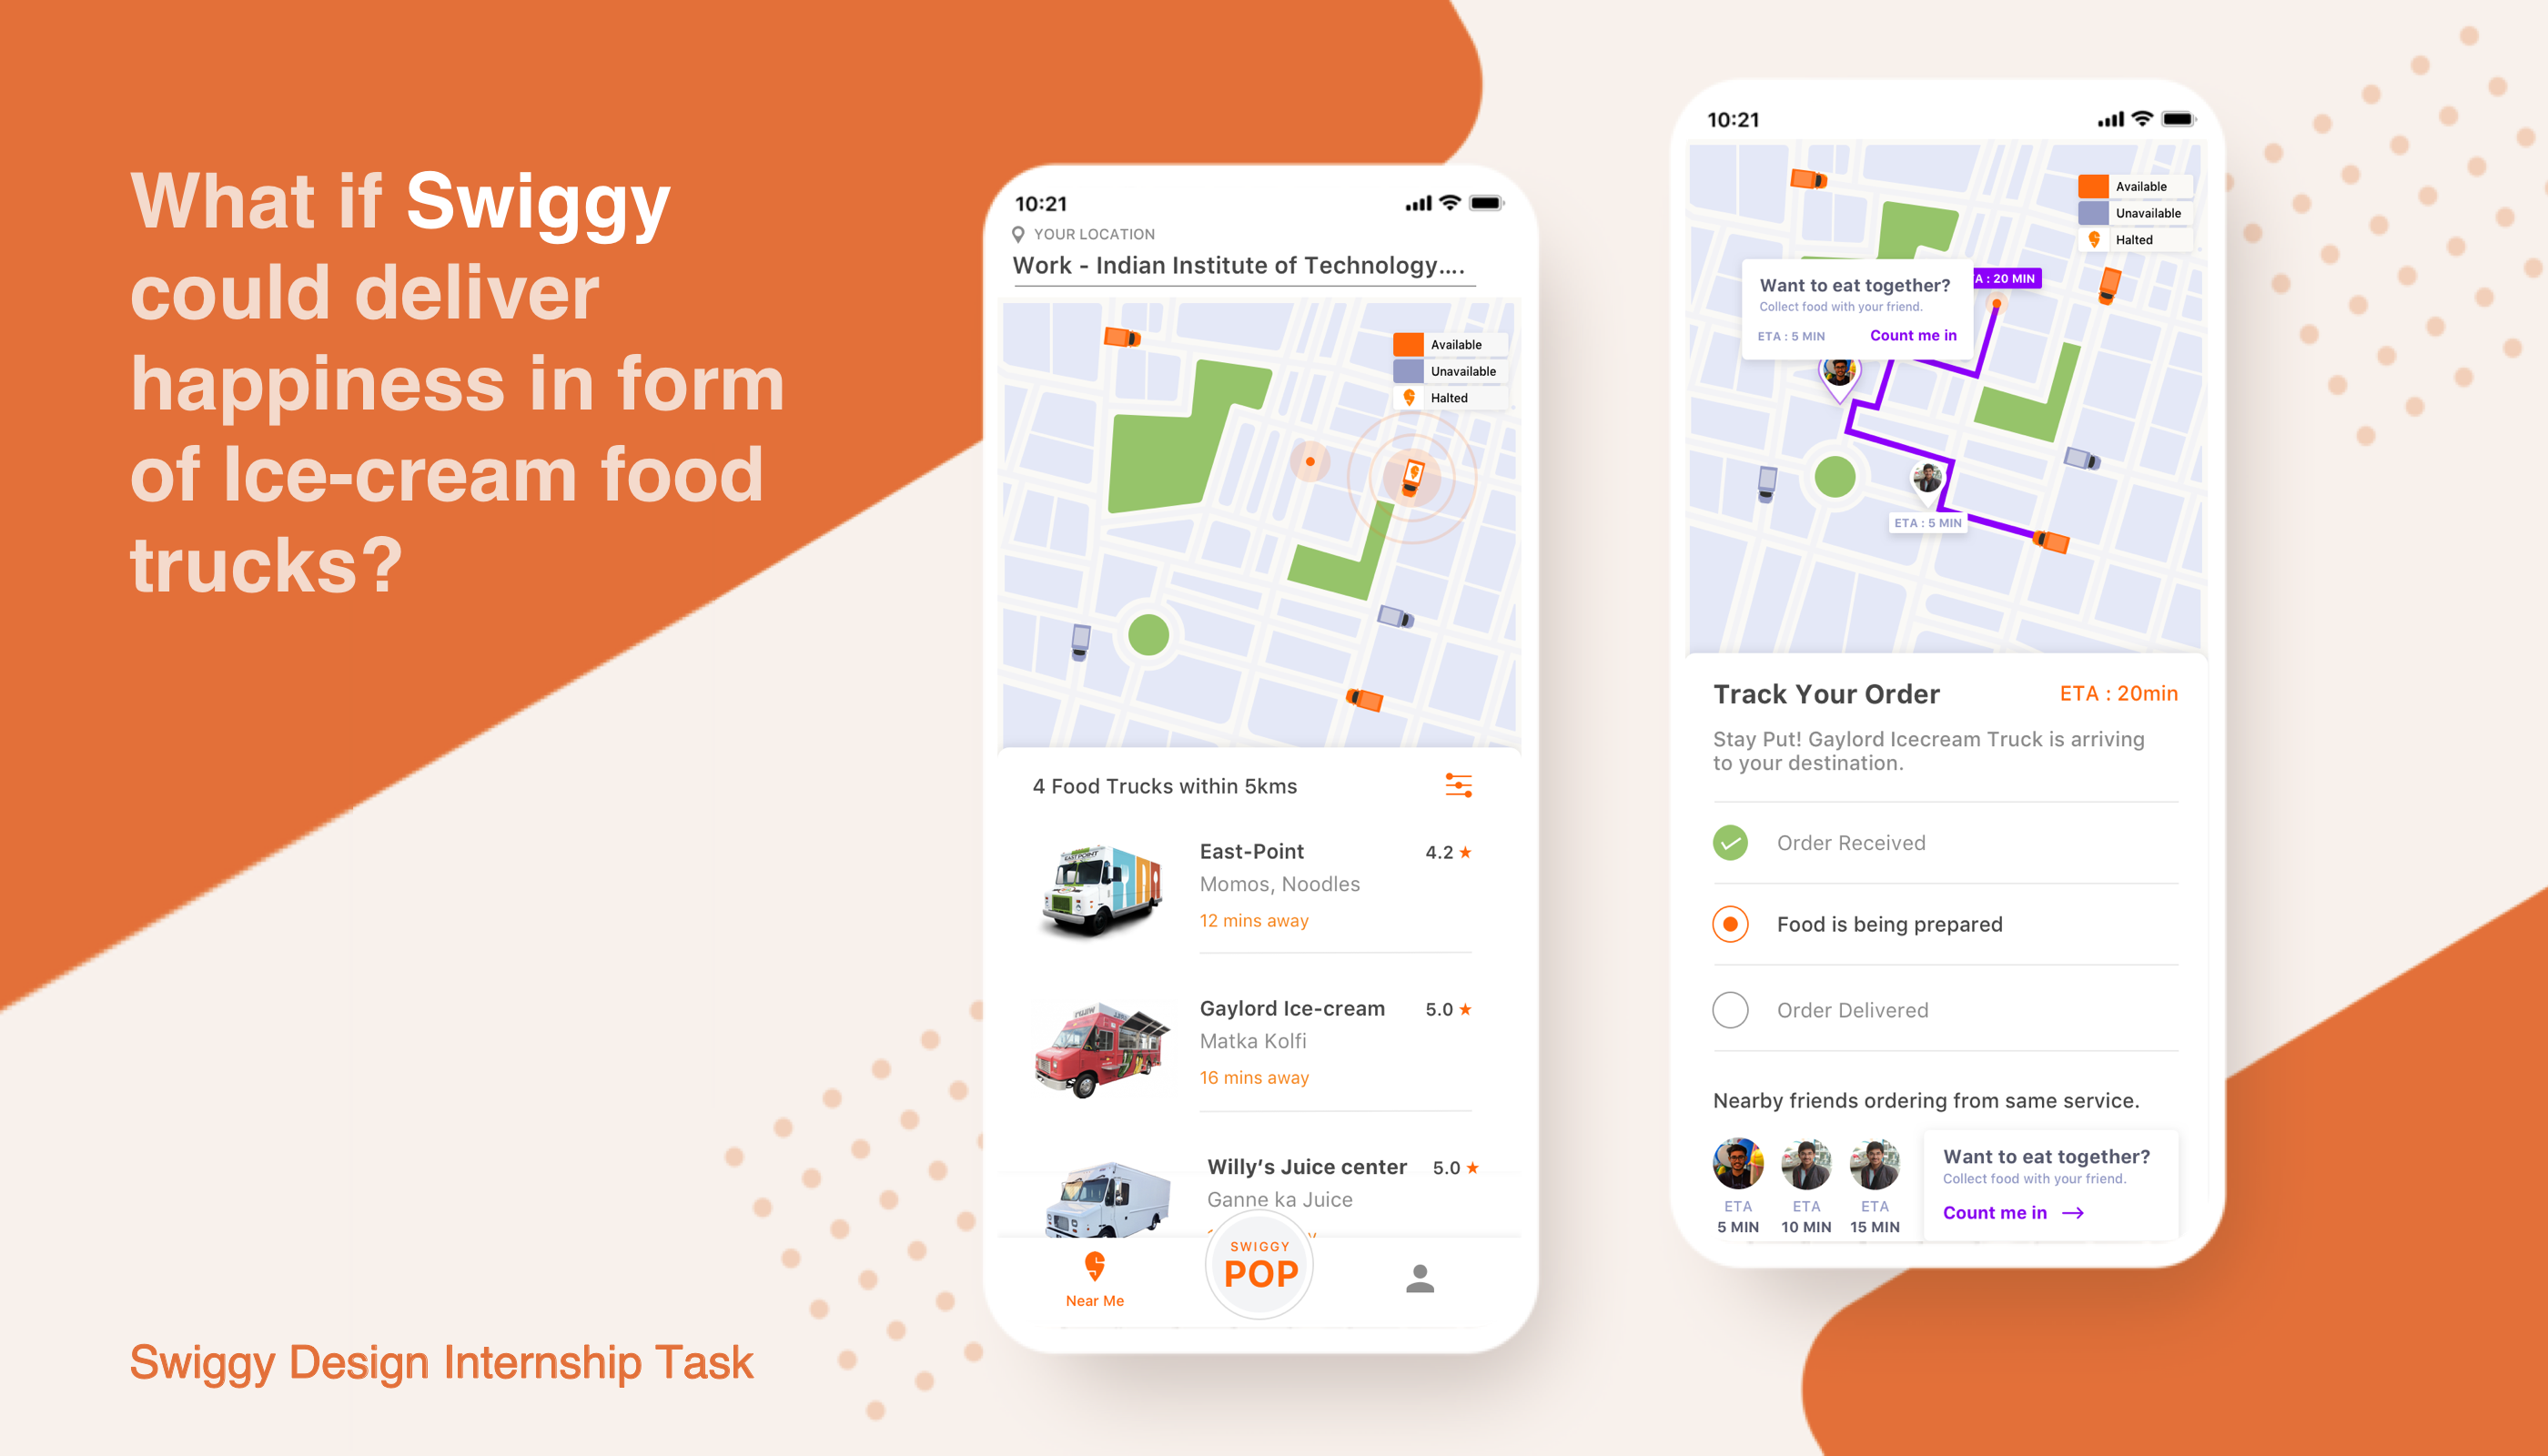 What if Swiggy
could deliver
happiness in form
of Ice-cream food
trucks?
Swiggy Design Internship Task
10:21
YOUR LOCATION
Work - Indian Institute of Technology....
Available
Unavailable
Halted
4 Food Trucks within 5kms
East-Point 4.2 ★
Momos, Noodles
12 mins away
Gaylord Ice-cream 5.0 ★
Matka Kolfi
16 mins away
Willy's Juice center 5.0 ★
Ganne ka Juice
SWIGGY
POP
Near Me
10:21
Available
Unavailable
Halted
Want to eat together?
Collect food with your friend.
ETA : 5 MIN Count me in
A : 20 MIN
ETA : 5 MIN
Track Your Order ETA : 20min
Stay Put! Gaylord Icecream Truck is arriving
to your destination.
Order Received
Food is being prepared
Order Delivered
Nearby friends ordering from same service.
ETA ETA ETA
5 MIN 10 MIN 15 MIN
Want to eat together?
Collect food with your friend.
Count me in →